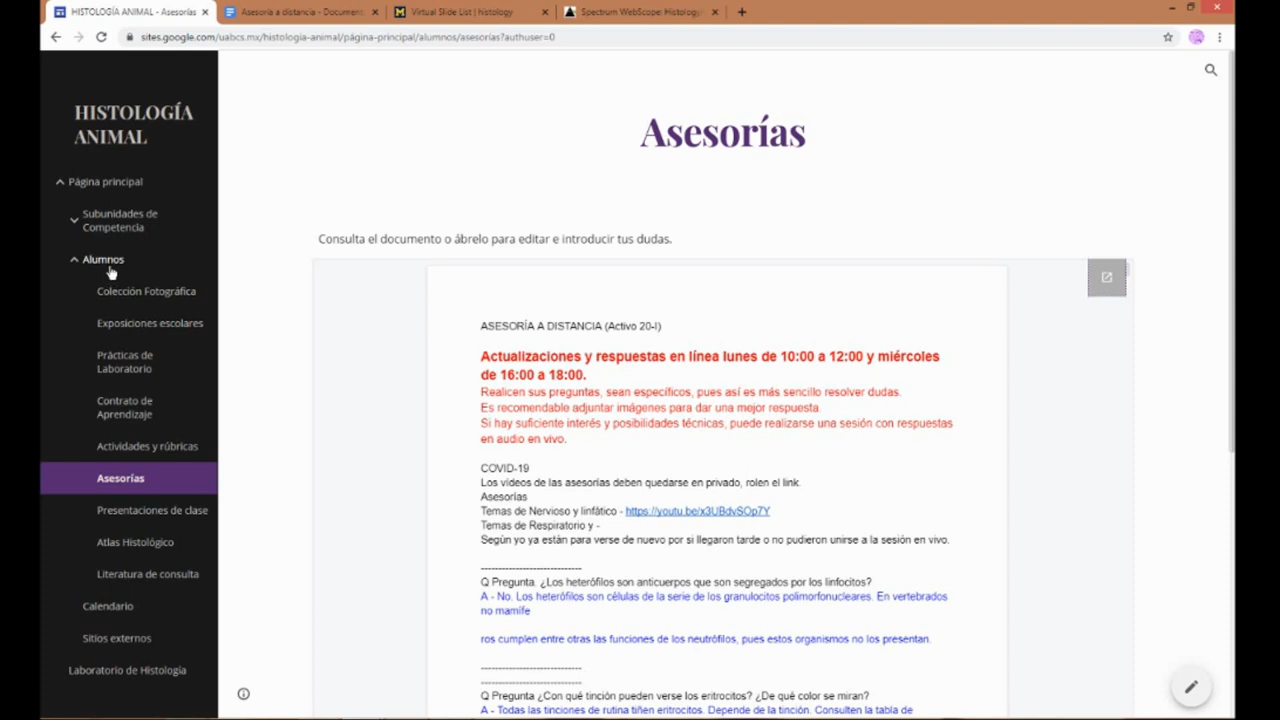 HISTOLOGÍA ANIMAL - Asesorías
Asesoría a distancia - Document
Virtual Slide List | histology
Spectrum WebScope: Histology
sites.google.com/uabcs.mx/histologia-animal/página-principal/alumnos/asesorías?authuser=0
HISTOLOGÍA
ANIMAL
Página principal
Subunidades de
Competencia
Alumnos
Colección Fotográfica
Exposiciones escolares
Prácticas de
Laboratorio
Contrato de
Aprendizaje
Actividades y rúbricas
Asesorías
Presentaciones de clase
Atlas Histológico
Literatura de consulta
Calendario
Sitios externos
Laboratorio de Histología
Asesorías
Consulta el documento o ábrelo para editar e introducir tus dudas.
ASESORÍA A DISTANCIA (Activo 20-I)
Actualizaciones y respuestas en línea lunes de 10:00 a 12:00 y miércoles
de 16:00 a 18:00.
Realicen sus preguntas, sean específicos, pues así es más sencillo resolver dudas.
Es recomendable adjuntar imágenes para dar una mejor respuesta
Si hay suficiente interés y posibilidades técnicas, puede realizarse una sesión con respuestas
en audio en vivo.
COVID-19
Los vídeos de las asesorías deben quedarse en privado, rolen el link.
Asesorías
Temas de Nervioso y linfático - https://youtu.be/x3UBdvSOp7Y
Temas de Respiratorio y -
Según yo ya están para verse de nuevo por si llegaron tarde o no pudieron unirse a la sesión en vivo.
----------------------------
Q Pregunta. ¿Los heterófilos son anticuerpos que son segregados por los linfocitos?
A - No. Los heterófilos son células de la serie de los granulocitos polimorfonucleares. En vertebrados
no mamífe
ros cumplen entre otras las funciones de los neutrófilos, pues estos organismos no los presentan.
----------------------------
----------------------------
Q Pregunta ¿Con qué tinción pueden verse los eritrocitos? ¿De qué color se miran?
A - Todas las tinciones de rutina tiñen eritrocitos. Depende de la tinción. Consulten la tabla de